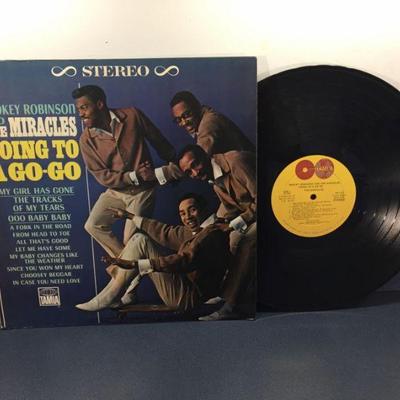 STEREO
OKEY ROBINSON
E MIRACLES
OING TO
A GO-GO
MY GIRL HAS GONE
THE TRACKS
OF MY TEARS
OOO BABY BABY
A FORK IN THE ROAD
FROM HEAD TO TOE
ALL THAT'S GOOD
LET ME HAVE SOME
MY BABY CHANGES LIKE
THE WEATHER
SINCE YOU WON MY HEART
CHOOSEY BEGGAR
IN CASE YOU NEED LOVE
TAMLA
TAMLA